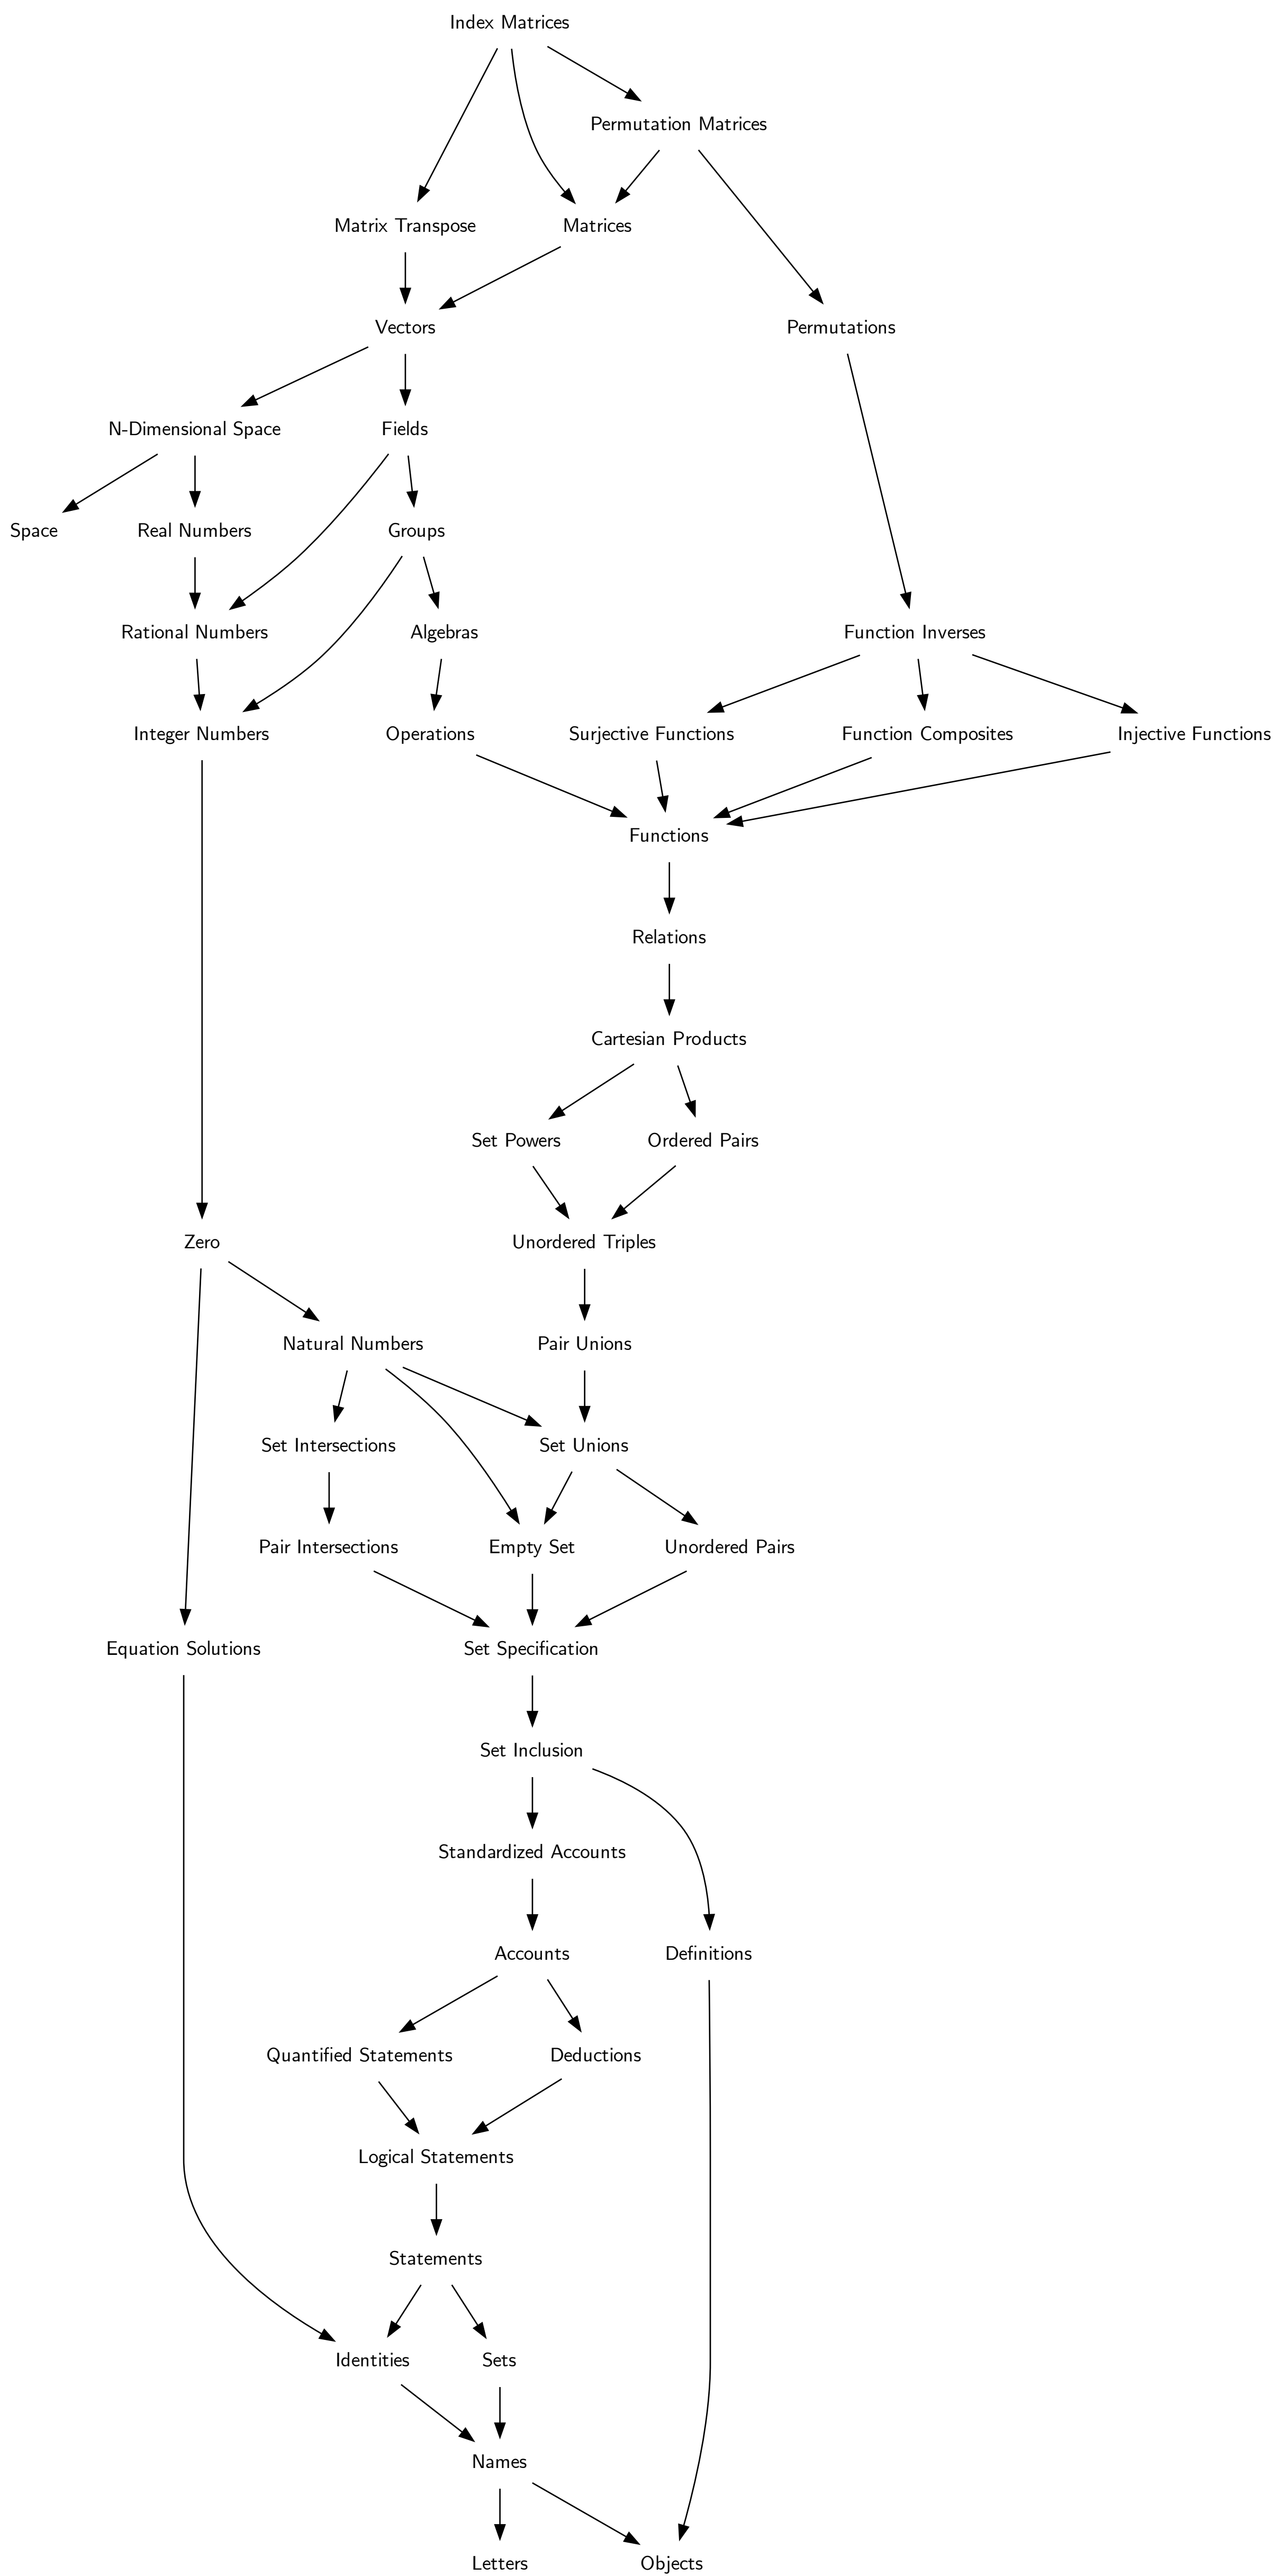 Index Matrices
Permutation Matrices
Matrix Transpose
Matrices
Vectors
Permutations
N-Dimensional Space
Fields
Space
Real Numbers
Groups
Rational Numbers
Algebras
Function Inverses
Integer Numbers
Operations
Surjective Functions
Function Composites
Injective Functions
Functions
Relations
Cartesian Products
Set Powers
Ordered Pairs
Zero
Unordered Triples
Natural Numbers
Pair Unions
Set Intersections
Set Unions
Pair Intersections
Empty Set
Unordered Pairs
Equation Solutions
Set Specification
Set Inclusion
Standardized Accounts
Accounts
Definitions
Quantified Statements
Deductions
Logical Statements
Statements
Identities
Sets
Names
Letters
Objects